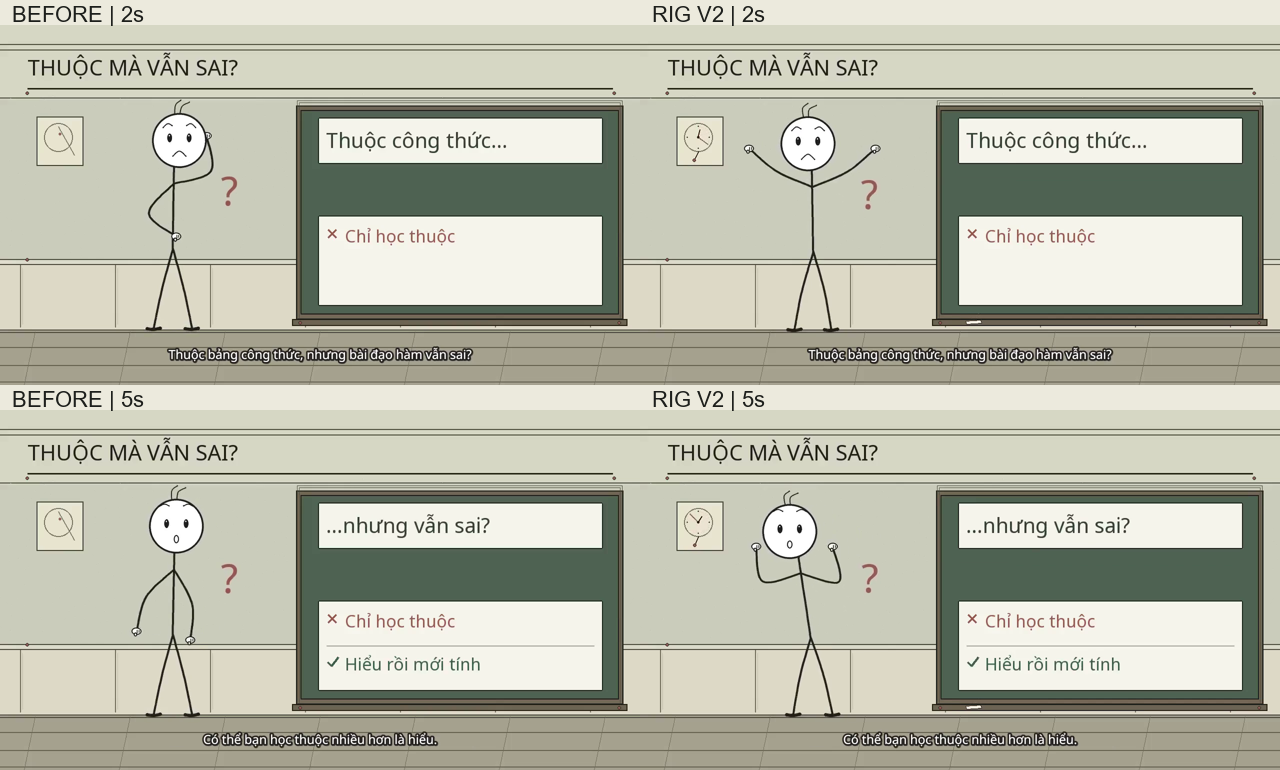 BEFORE | 2s
THUỘC MÀ VẪN SAI?
Thuộc công thức...
?
× Chỉ học thuộc
Thuộc bảng công thức, nhưng bài đạo hàm vẫn sai?
RIG V2 | 2s
THUỘC MÀ VẪN SAI?
Thuộc công thức...
?
× Chỉ học thuộc
Thuộc bảng công thức, nhưng bài đạo hàm vẫn sai?
BEFORE | 5s
THUỘC MÀ VẪN SAI?
...nhưng vẫn sai?
?
× Chỉ học thuộc
✓ Hiểu rồi mới tính
Có thể bạn học thuộc nhiều hơn là hiểu.
RIG V2 | 5s
THUỘC MÀ VẪN SAI?
...nhưng vẫn sai?
?
× Chỉ học thuộc
✓ Hiểu rồi mới tính
Có thể bạn học thuộc nhiều hơn là hiểu.